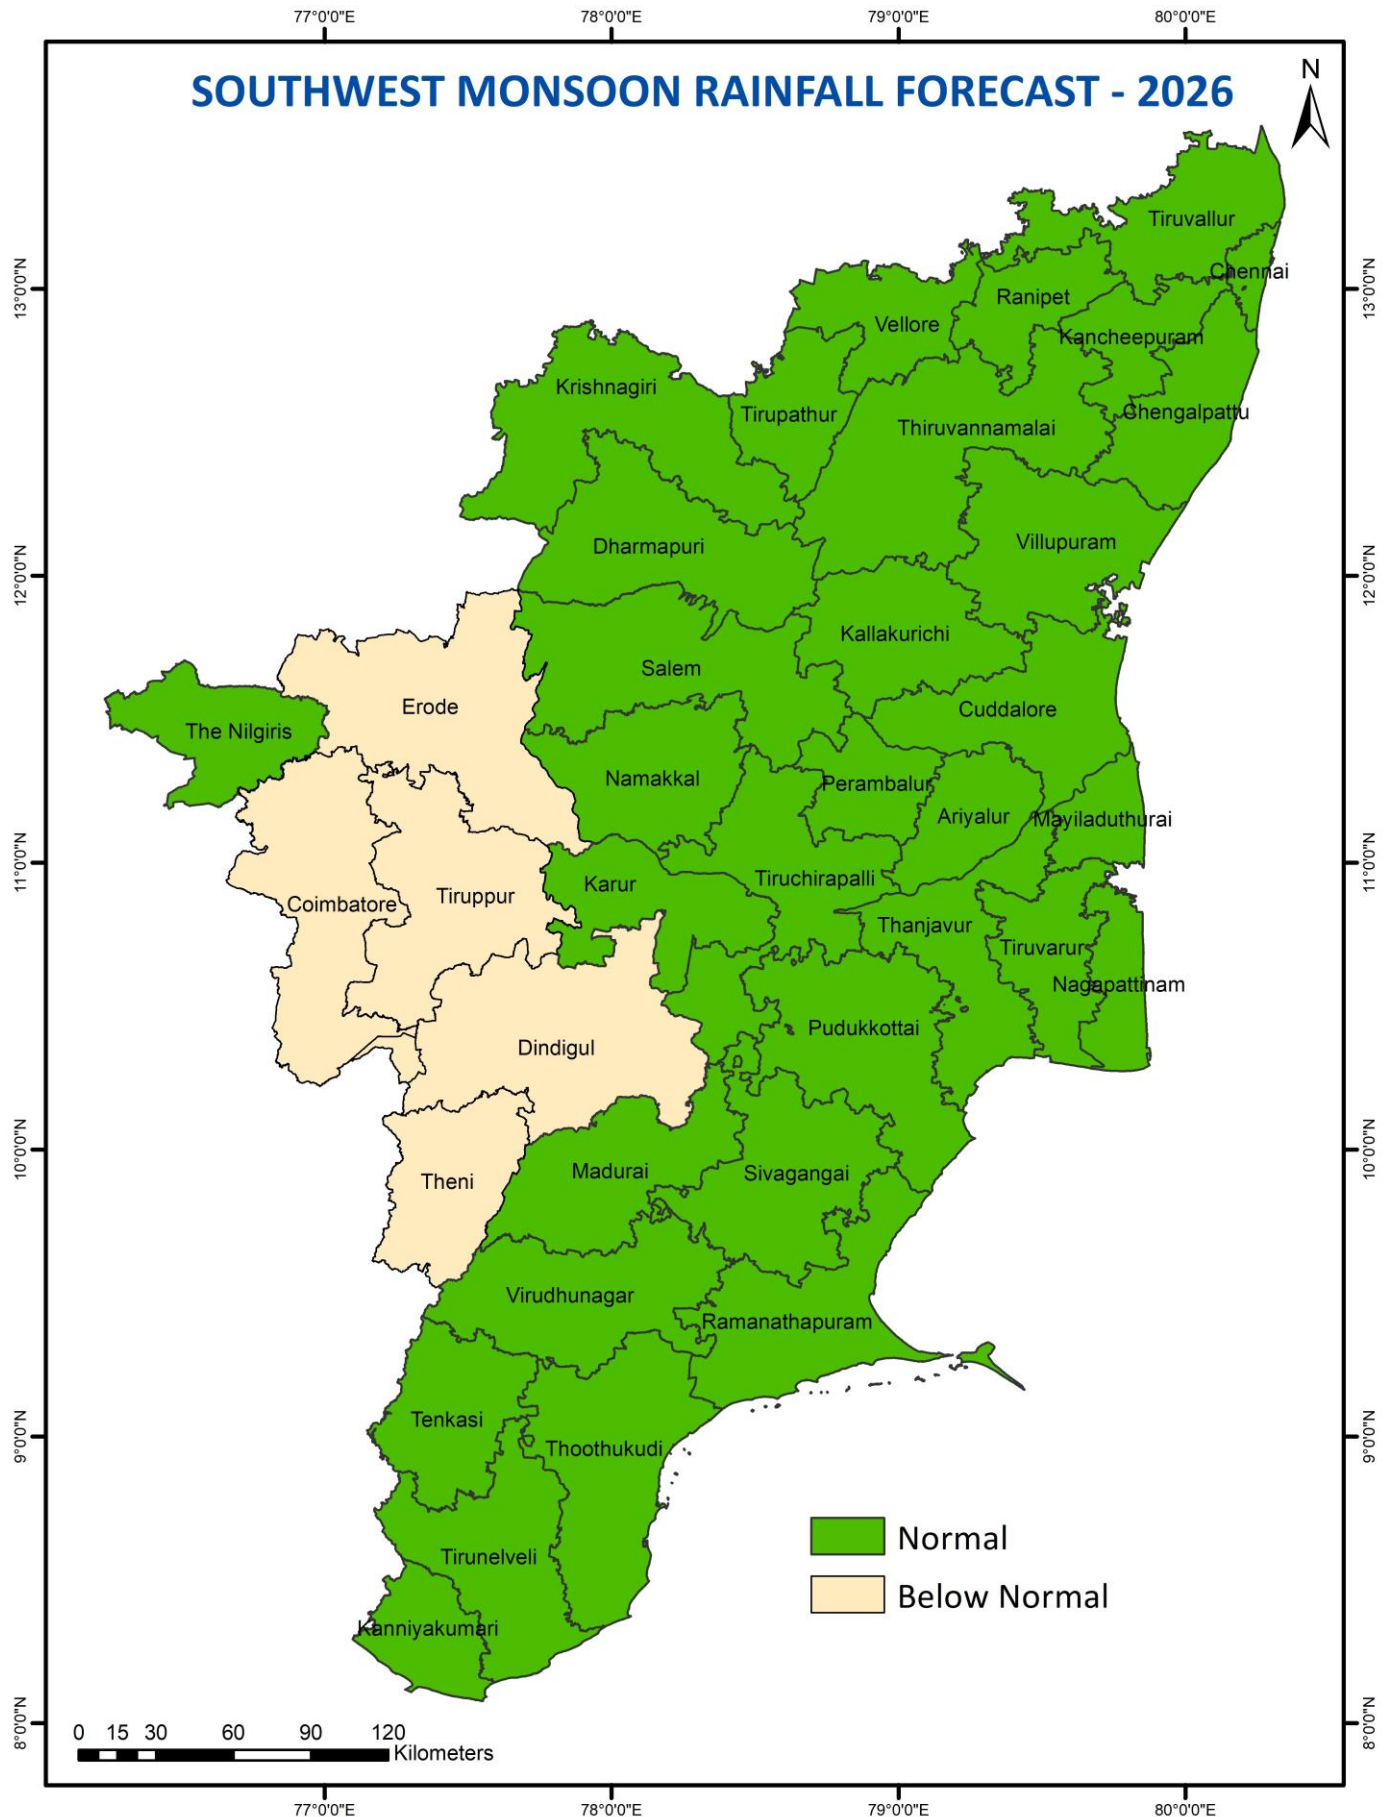 77°0'0"E 78°0'0"E 79°0'0"E 80°0'0"E
SOUTHWEST MONSOON RAINFALL FORECAST - 2026
N
Tiruvallur
Chennai
13°0'0"N 13°0'0"N
Ranipet
Vellore
Kancheepuram
Krishnagiri
Tirupathur
Chengalpattu
Thiruvannamalai
Villupuram
Dharmapuri
12°0'0"N 12°0'0"N
Kallakurichi
Salem
Erode
Cuddalore
The Nilgiris
Namakkal
Perambalur
Ariyalur
Mayiladuthurai
11°0'0"N 11°0'0"N
Tiruchirapalli
Karur
Tiruppur
Coimbatore
Thanjavur
Tiruvarur
Nagapattinam
Pudukkottai
Dindigul
10°0'0"N 10°0'0"N
Madurai
Sivagangai
Theni
Virudhunagar
Ramanathapuram
Tenkasi
9°0'0"N 9°0'0"N
Thoothukudi
Normal
Tirunelveli
Below Normal
Kanniyakumari
8°0'0"N 8°0'0"N
0 15 30 60 90 120
Kilometers
77°0'0"E 78°0'0"E 79°0'0"E 80°0'0"E